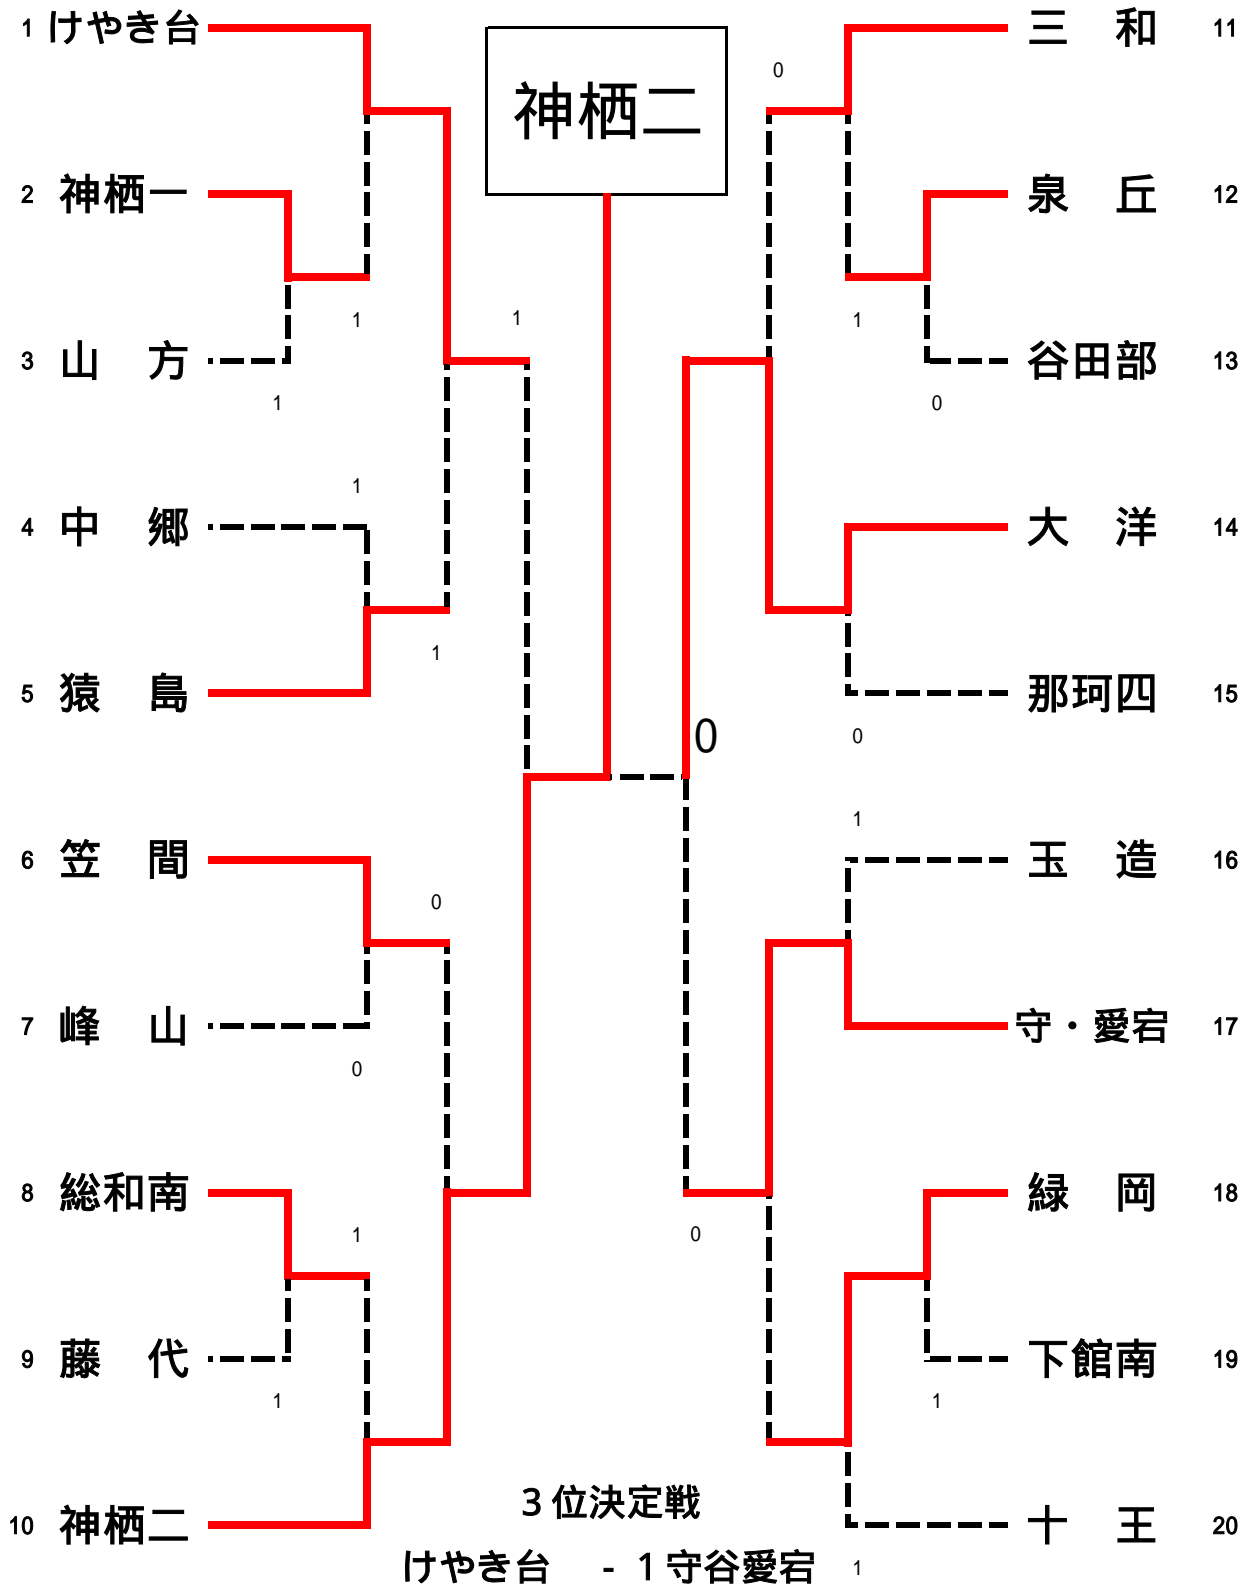 神栖二
1 けやき台
2 神栖一
1
3 山　方
1
1
4 中　郷
5 猿　島
1
1
6 笠　間
0
7 峰　山
0
8 総和南
1
9 藤　代
1
10 神栖二
0
三　和 11
0
泉　丘 12
1
谷田部 13
0
大　洋 14
那珂四 15
0
1
玉　造 16
守・愛宕 17
緑　岡 18
0
下館南 19
1
十　王 20
1
3 位決定戦
けやき台 - 1 守谷愛宕